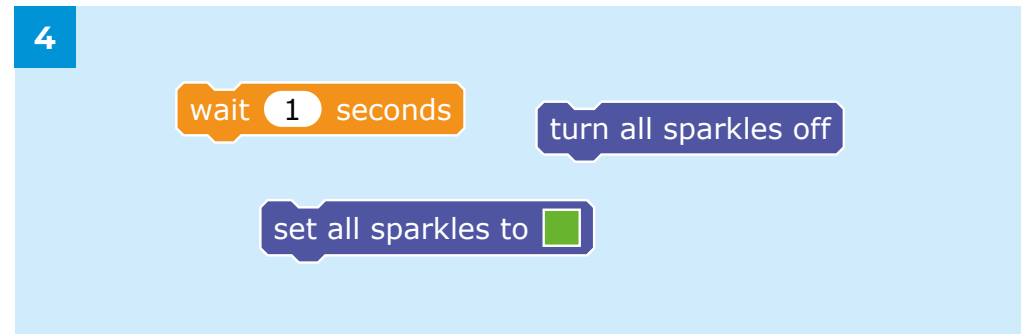 4
wait 1 seconds
turn all sparkles off
set all sparkles to